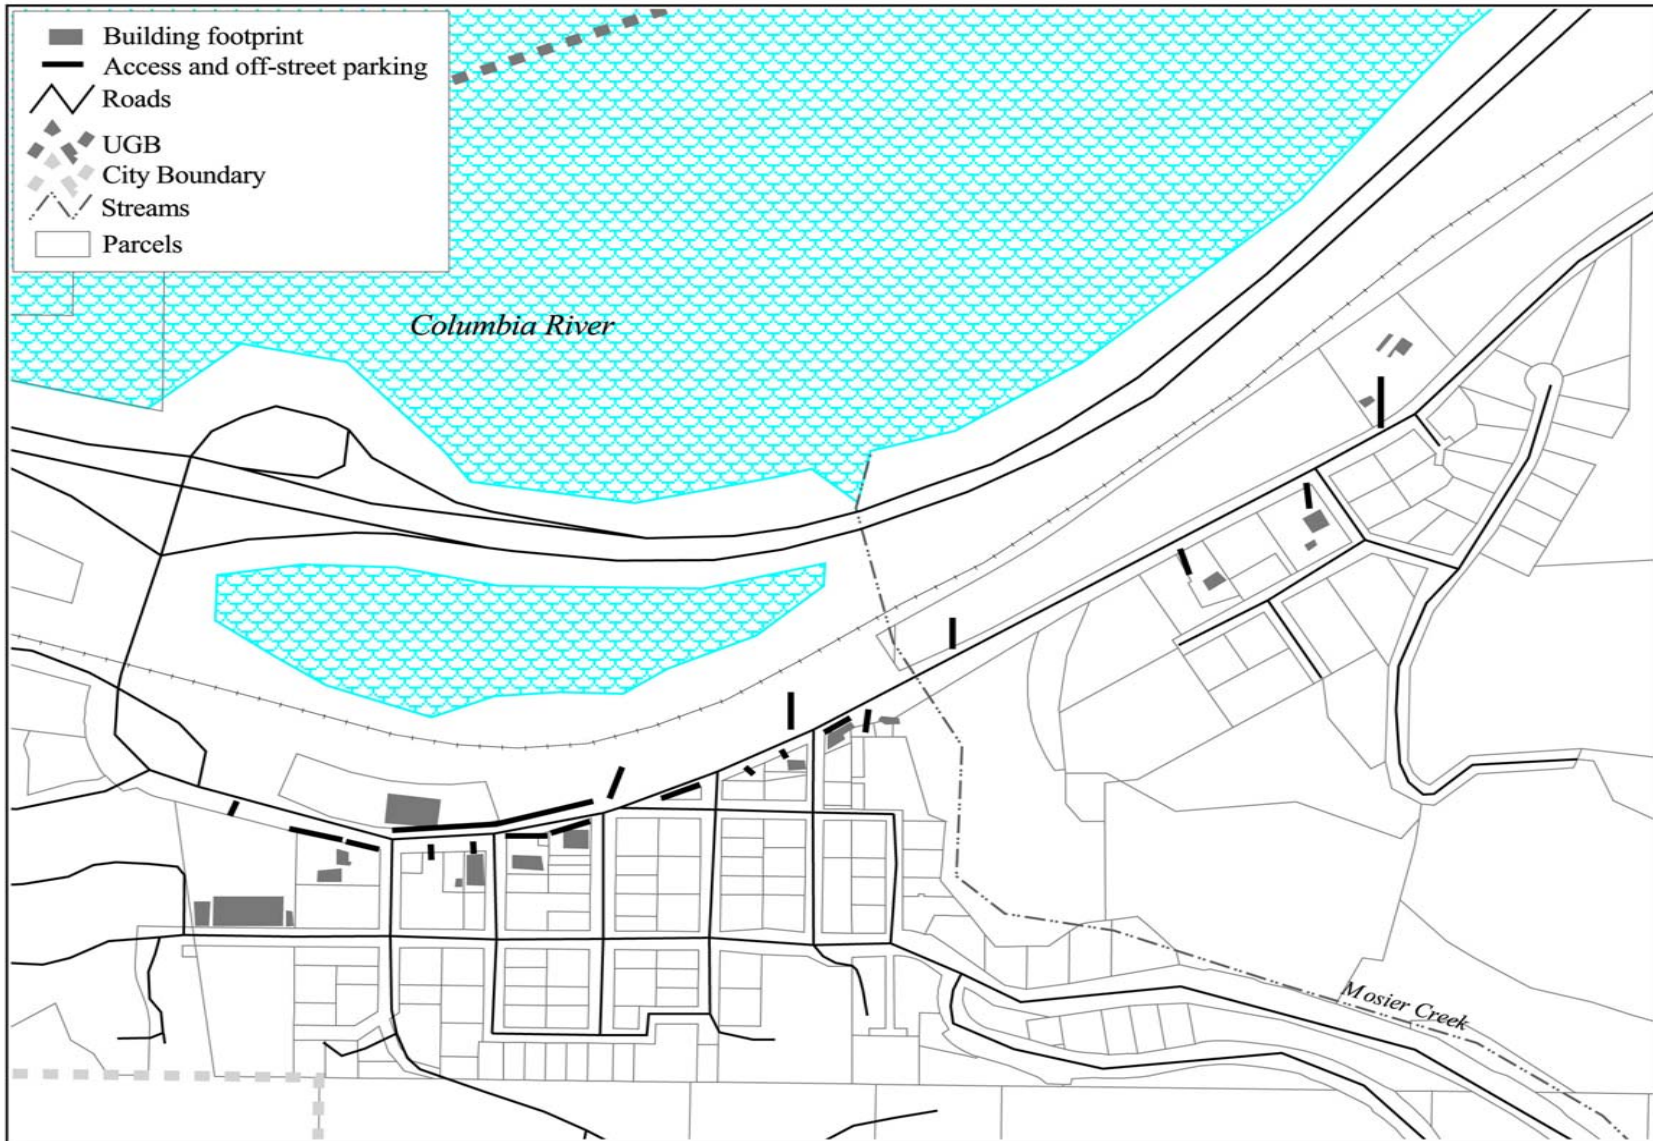 Building footprint
Access and off-street parking
Roads
UGB
City Boundary
Streams
Parcels
Columbia River
Mosier Creek